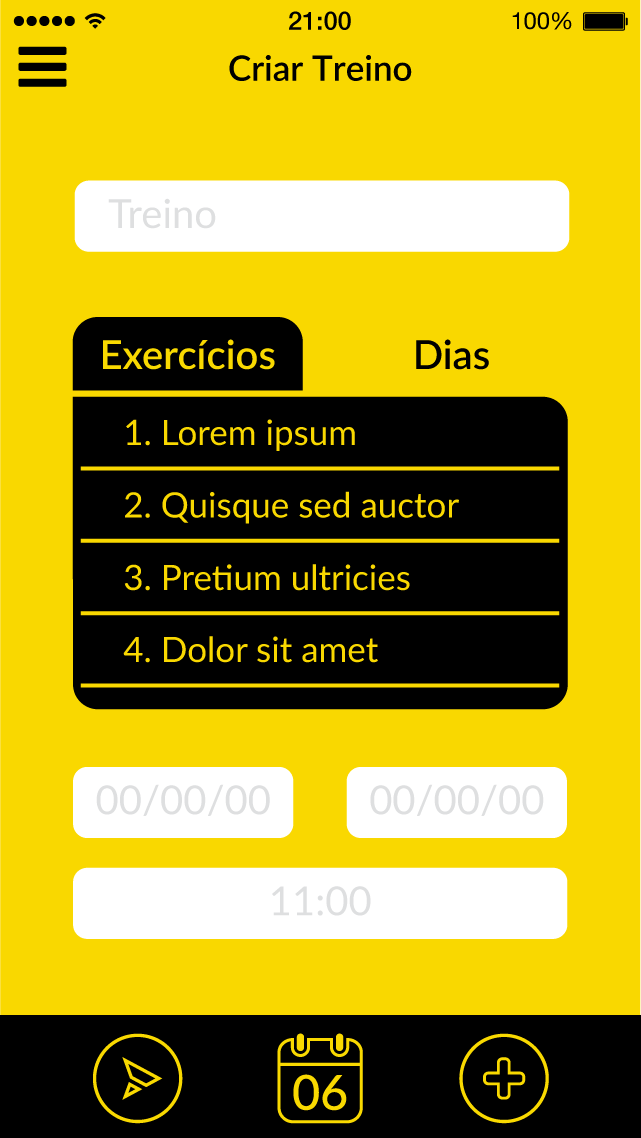 21:00 100%
Criar Treino
Treino
Exercícios Dias
1. Lorem ipsum
2. Quisque sed auctor
3. Pretium ultricies
4. Dolor sit amet
00/00/00 00/00/00
11:00
06